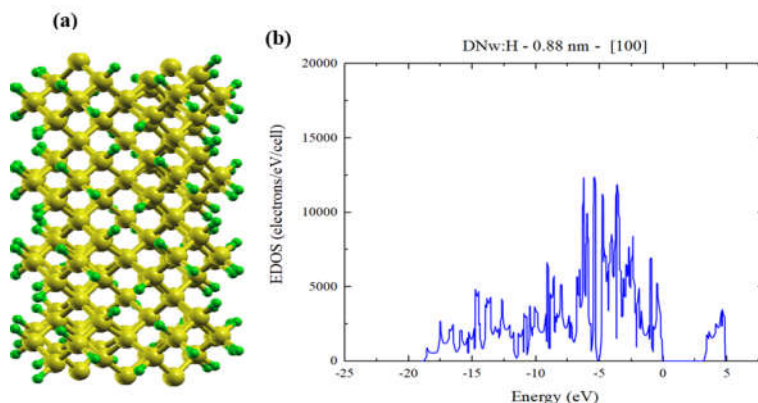 (a)
(b)
DNw:H - 0.88 nm - [100]
20000
15000
10000
5000
0
EDOS (electrons/eV/cell)
-25
-20
-15
-10
-5
0
5
Energy (eV)